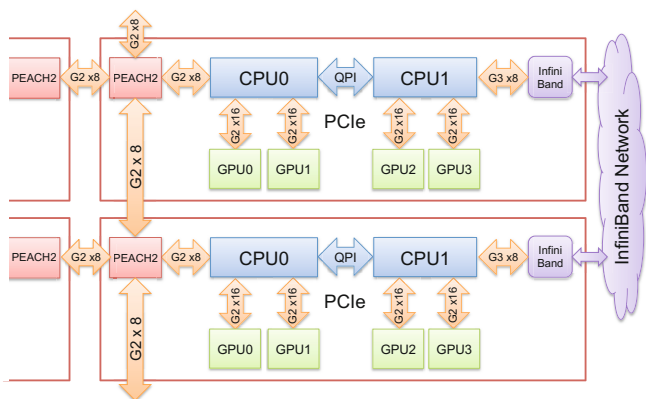 G2 x8
PEACH2
G2 x8
PEACH2
G2 x8
CPU0
QPI
CPU1
G3 x8
Infini
Band
G2 x16
G2 x16
PCIe
G2 x16
G2 x16
GPU0
GPU1
GPU2
GPU3
G2 x 8
InfiniBand Network
PEACH2
G2 x8
PEACH2
G2 x8
CPU0
QPI
CPU1
G3 x8
Infini
Band
G2 x16
G2 x16
PCIe
G2 x16
G2 x16
GPU0
GPU1
GPU2
GPU3
G2 x 8